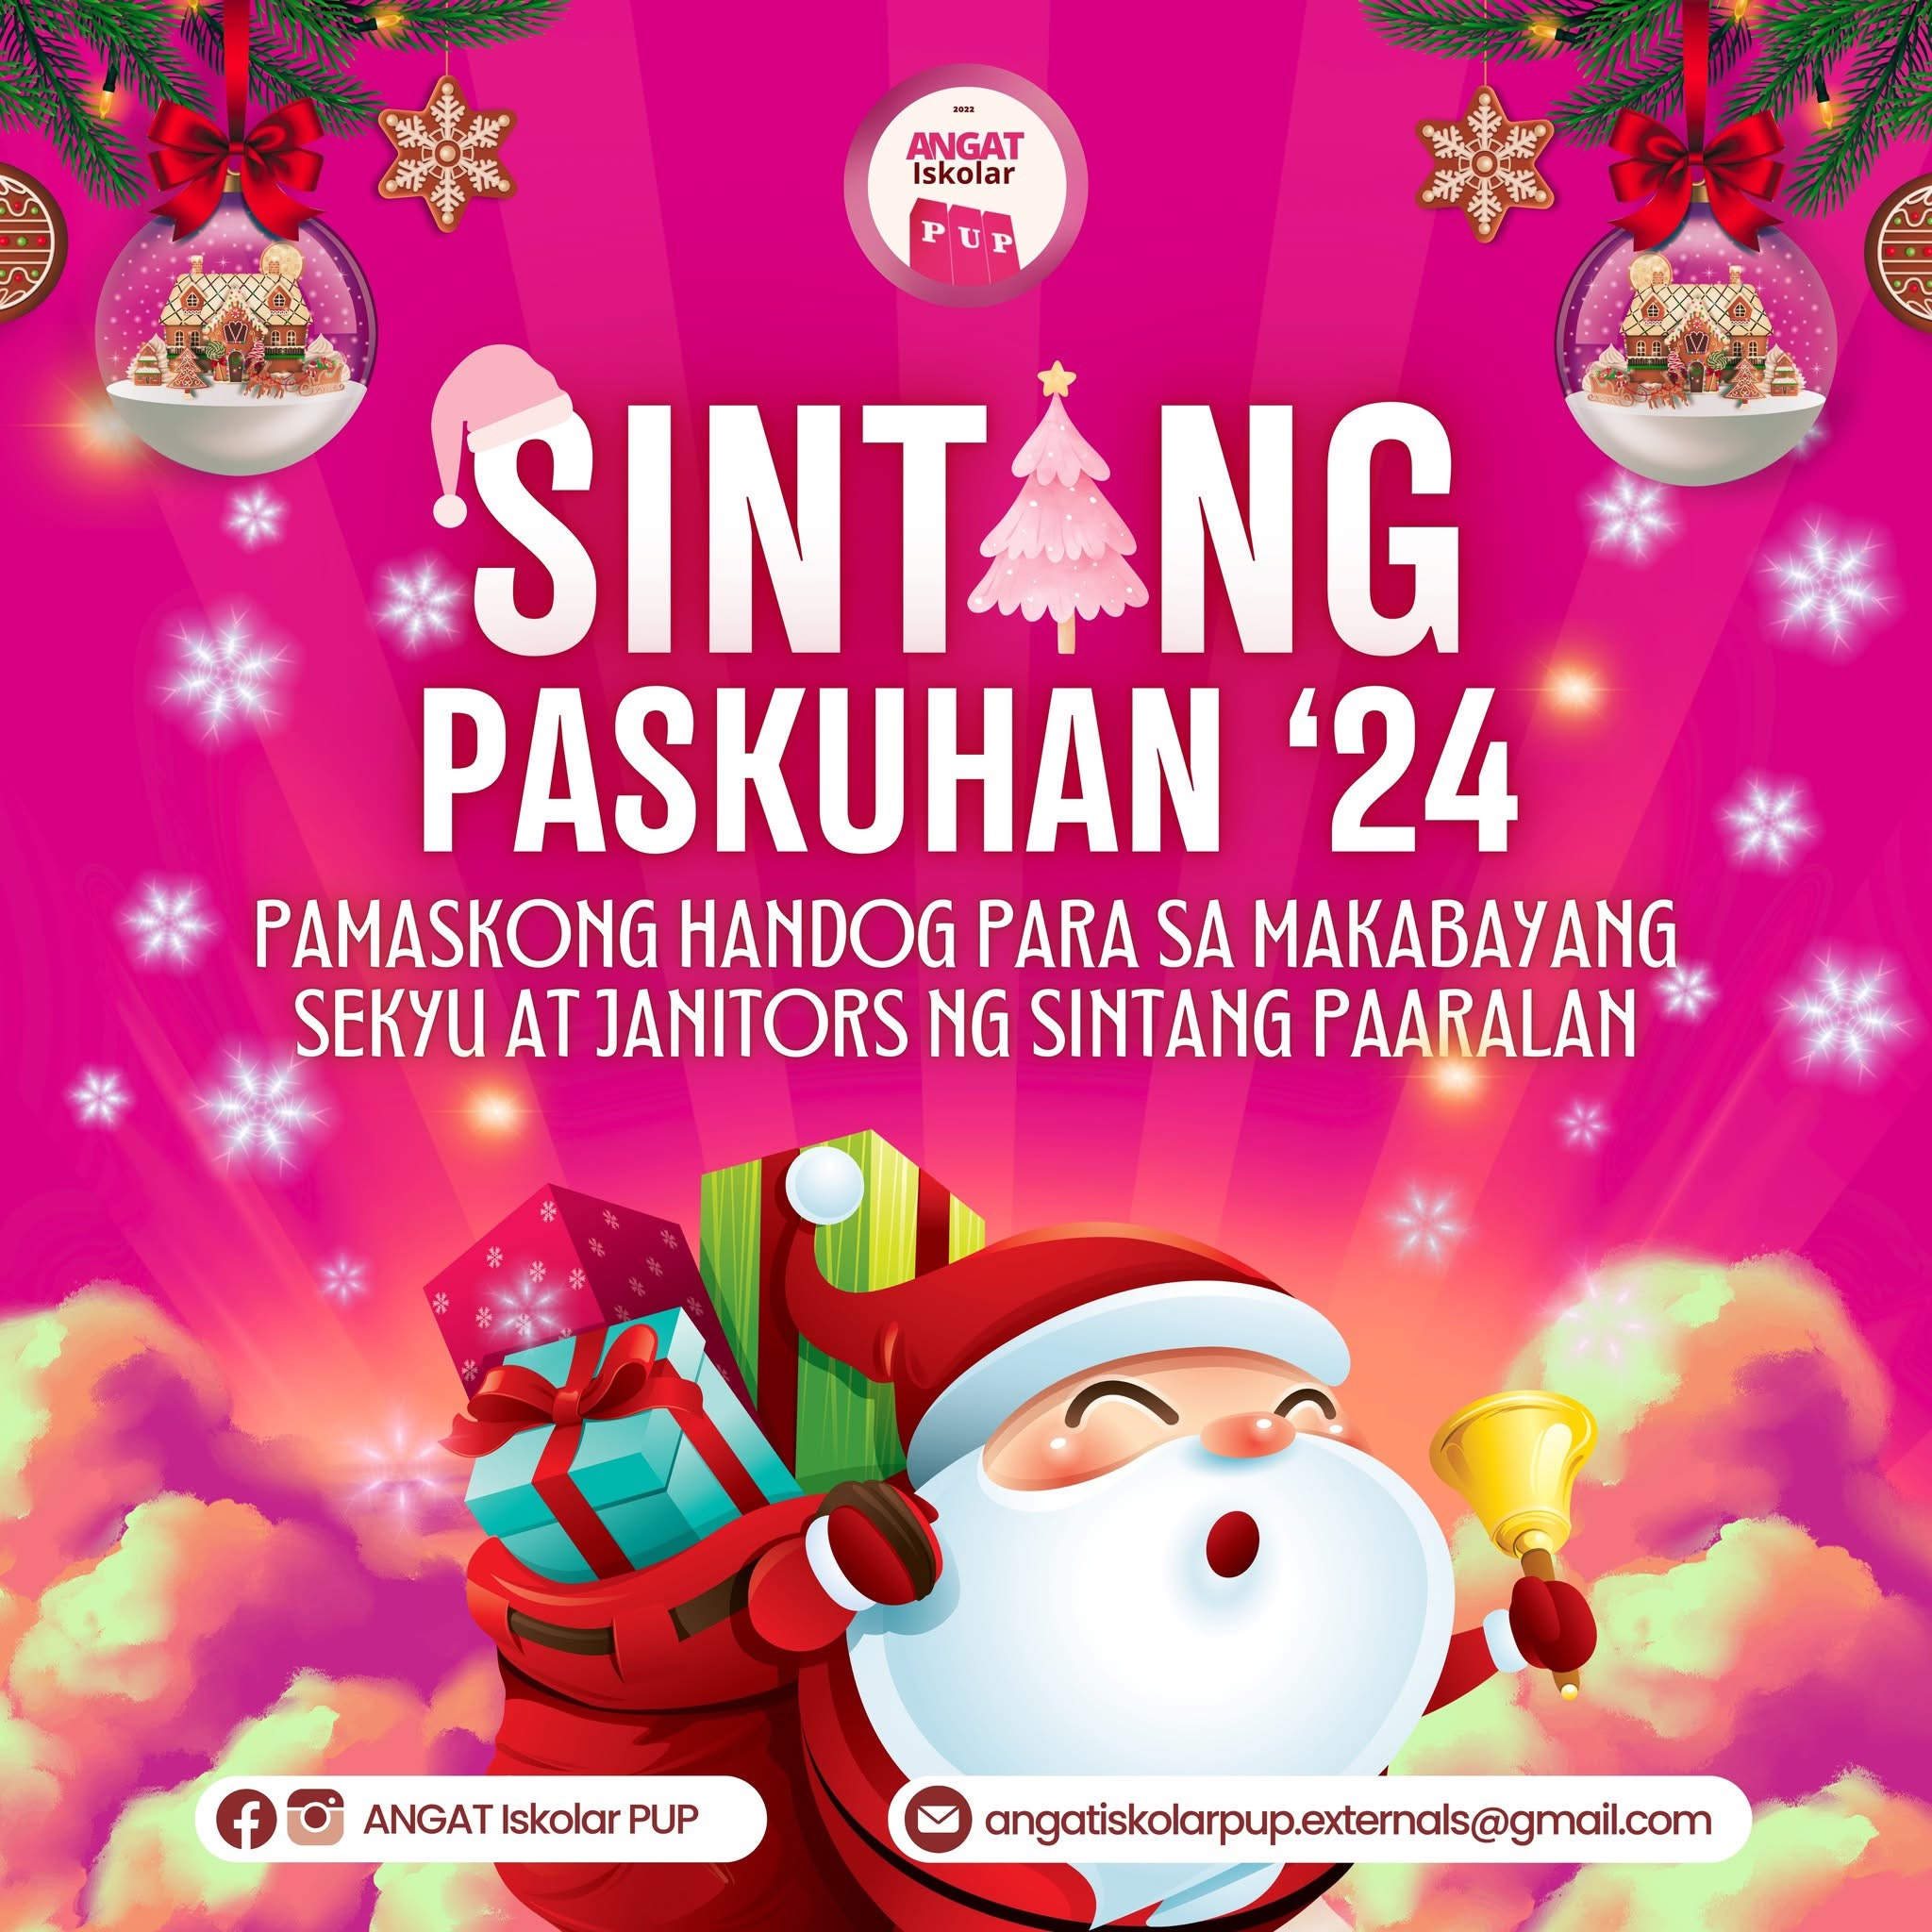 2022
ANGAT
Iskolar
PUP
SINTANG
PASKUHAN ‘24
PAMASKONG HANDOG PARA SA MAKABAYANG
SEKYU AT JANITORS NG SINTANG PAARALAN
ANGAT Iskolar PUP
angatiskolarpup.externals@gmail.com